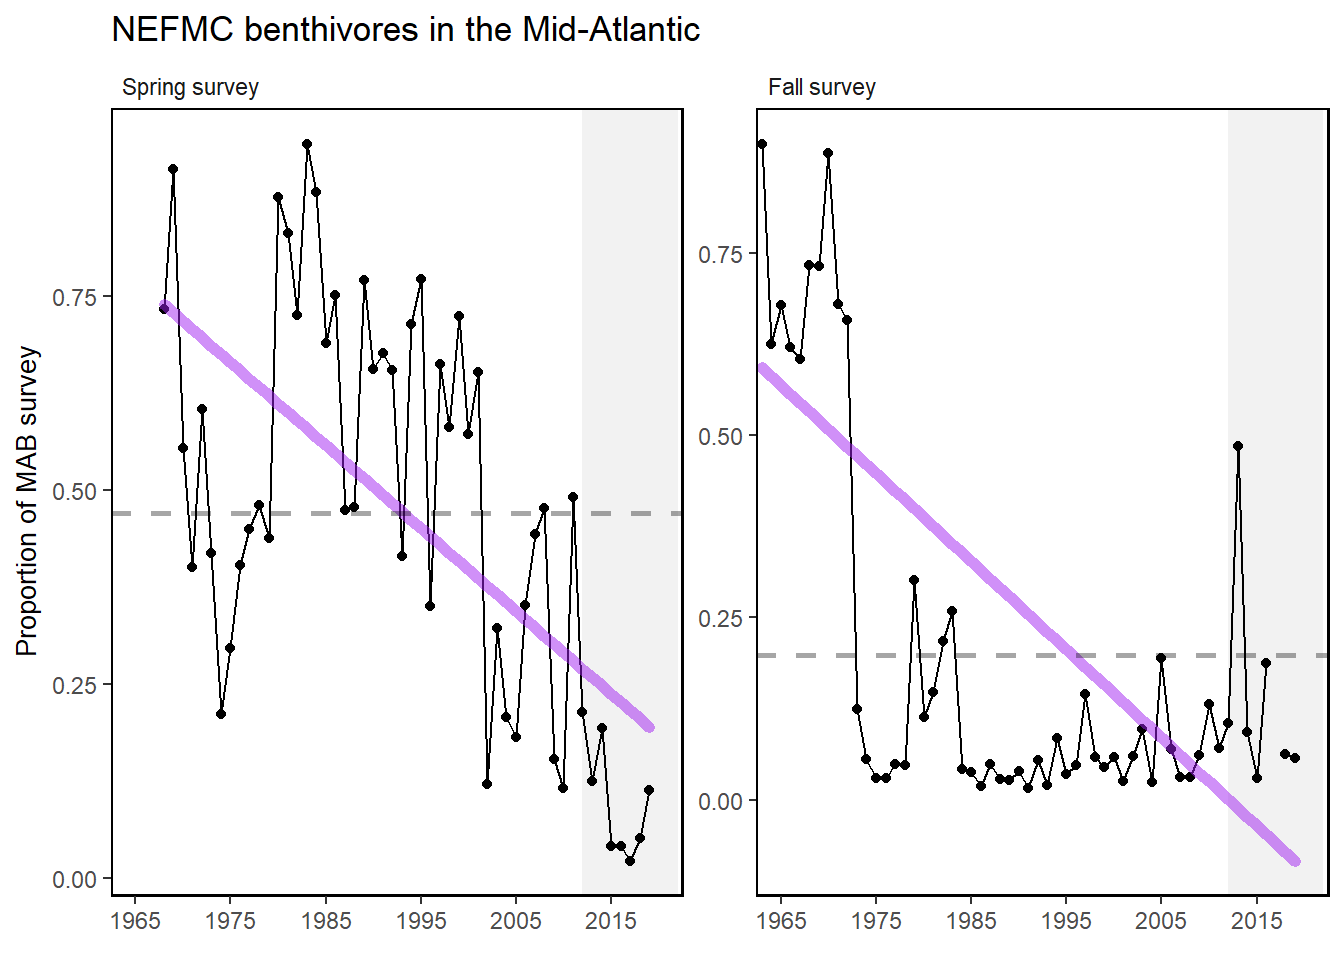 NEFMC benthivores in the Mid-Atlantic
Spring survey
Fall survey
Proportion of MAB survey
0.75
0.50
0.25
0.00
1965 1975 1985 1995 2005 2015
0.75
0.50
0.25
0.00
1965 1975 1985 1995 2005 2015